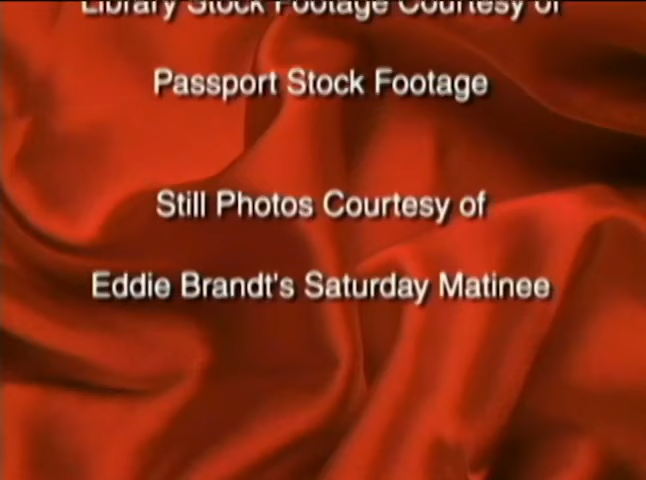 Library Stock Footage Courtesy of
Passport Stock Footage
Still Photos Courtesy of
Eddie Brandt's Saturday Matinee